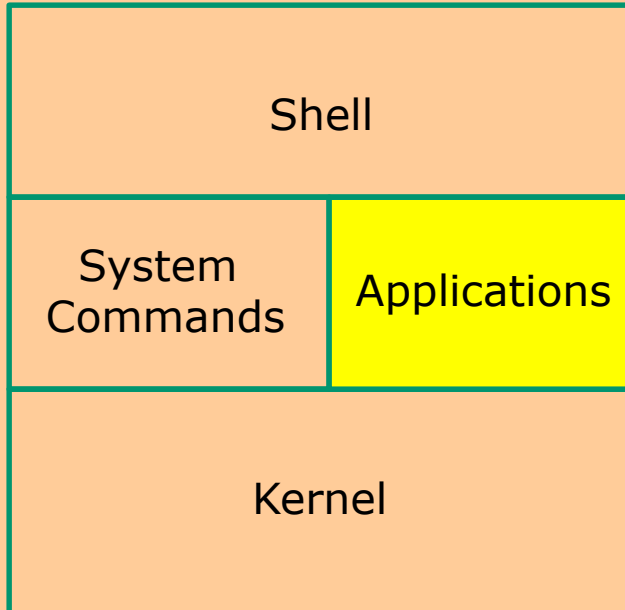 Shell
System
Commands
Applications
Kernel